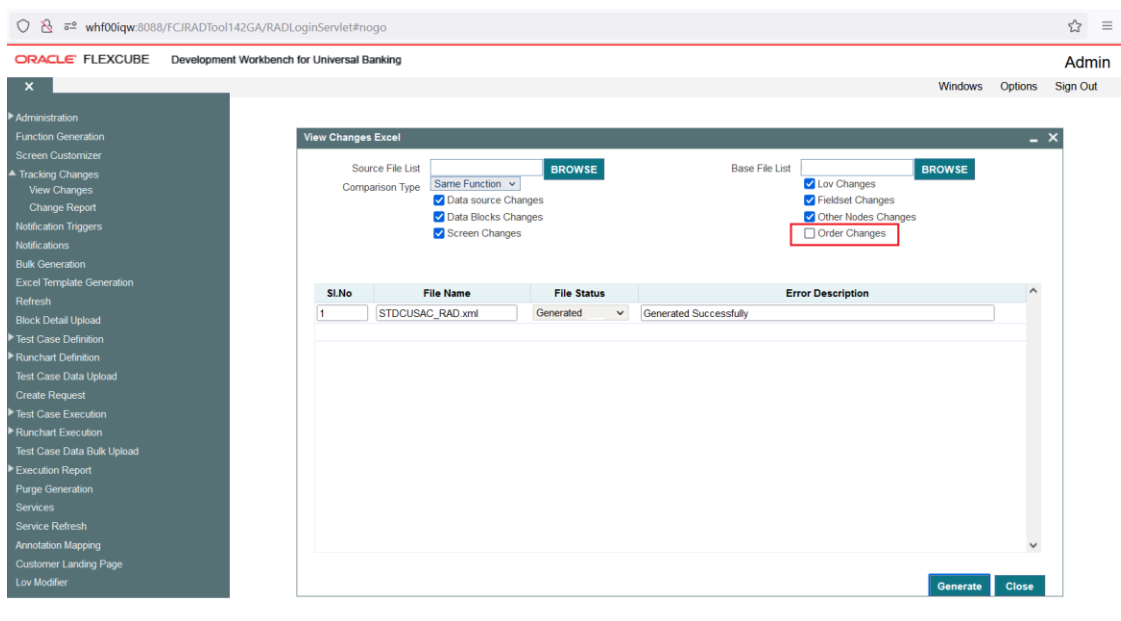 whf00iqw:8088/FCJRADTool142GA/RADLoginServlet#nogo
ORACLE' FLEXCUBE Development Workbench for Universal Banking Admin
× Windows Options Sign Out
Administration
Function Generation
Screen Customizer
Tracking Changes
View Changes
Change Report
Notification Triggers
Notifications
Bulk Generation
Excel Template Generation
Refresh
Block Detail Upload
Test Case Definition
Runchart Definition
Test Case Data Upload
Create Request
Test Case Execution
Runchart Execution
Test Case Data Bulk Upload
Execution Report
Purge Generation
Services
Service Refresh
Annotation Mapping
Customer Landing Page
Lov Modifier
View Changes Excel
Source File List BROWSE Base File List BROWSE
Comparison Type Same Function Lov Changes
Data source Changes Fieldset Changes
Data Blocks Changes Other Nodes Changes
Screen Changes Order Changes
Sl.No File Name File Status Error Description
1 STDCUSAC_RAD.xml Generated Generated Successfully
Generate Close